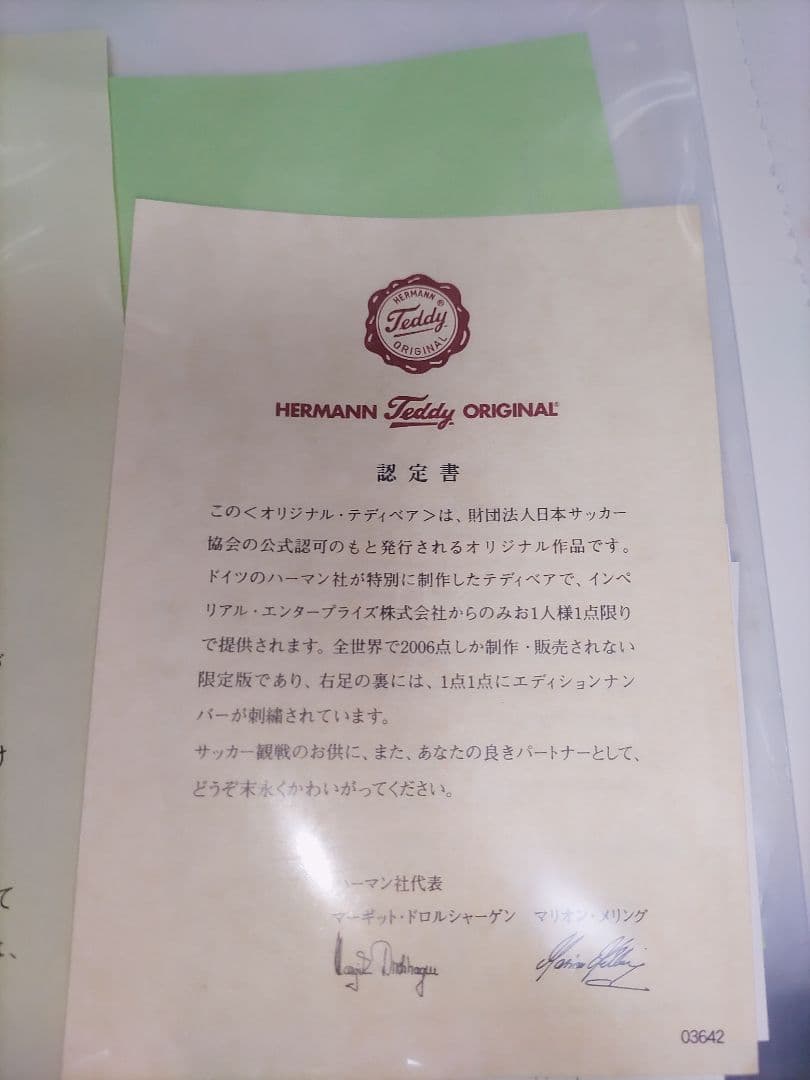 HERMANN ®
Teddy
ORIGINAL
HERMANN Teddy ORIGINAL®
認定書
この＜オリジナル・テディベア＞は、財団法人日本サッカー
協会の公式認可のもと発行されるオリジナル作品です。
ドイツのハーマン社が特別に制作したテディベアで、インペ
リアル・エンタープライズ株式会社からのみお1人様1点限り
で提供されます。全世界で2006点しか制作・販売されない
限定版であり、右足の裏には、1点1点にエディションナン
バーが刺繍されています。
サッカー観戦のお供に、また、あなたの良きパートナーとして、
どうぞ末永くかわいがってください。
ハーマン社代表
マーギット・ドロルシャーゲン マリオン・メリング
03642
て